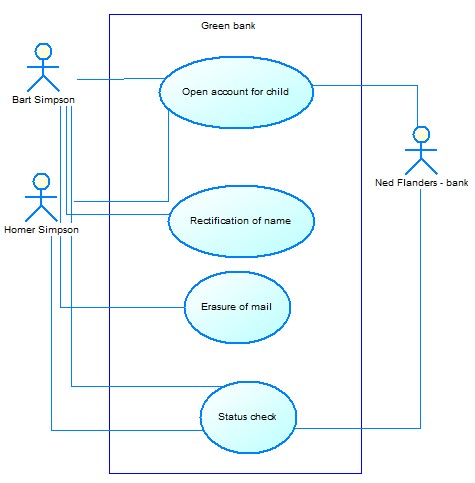 Green bank
Bart Simpson
Open account for child
Ned Flanders - bank
Homer Simpson
Rectification of name
Erasure of mail
Status check